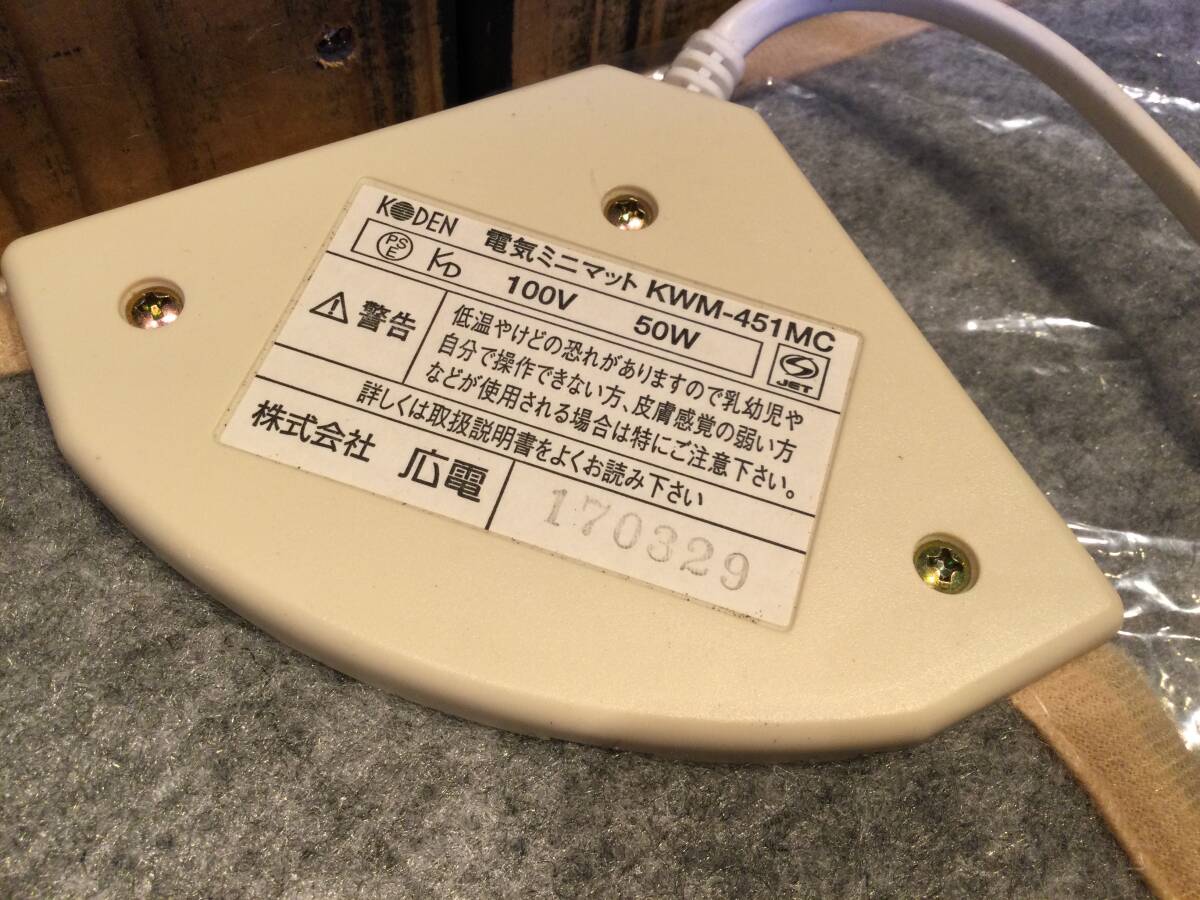 KODEN 電気ミニマット KWM-451MC
PS E KD 100V 50W
JET
警告
低温やけどの恐れがありますので乳幼児や
自分で操作できない方、皮膚感覚の弱い方
などが使用される場合は特にご注意下さい。
詳しくは取扱説明書をよくお読み下さい
株式会社 広電
170329